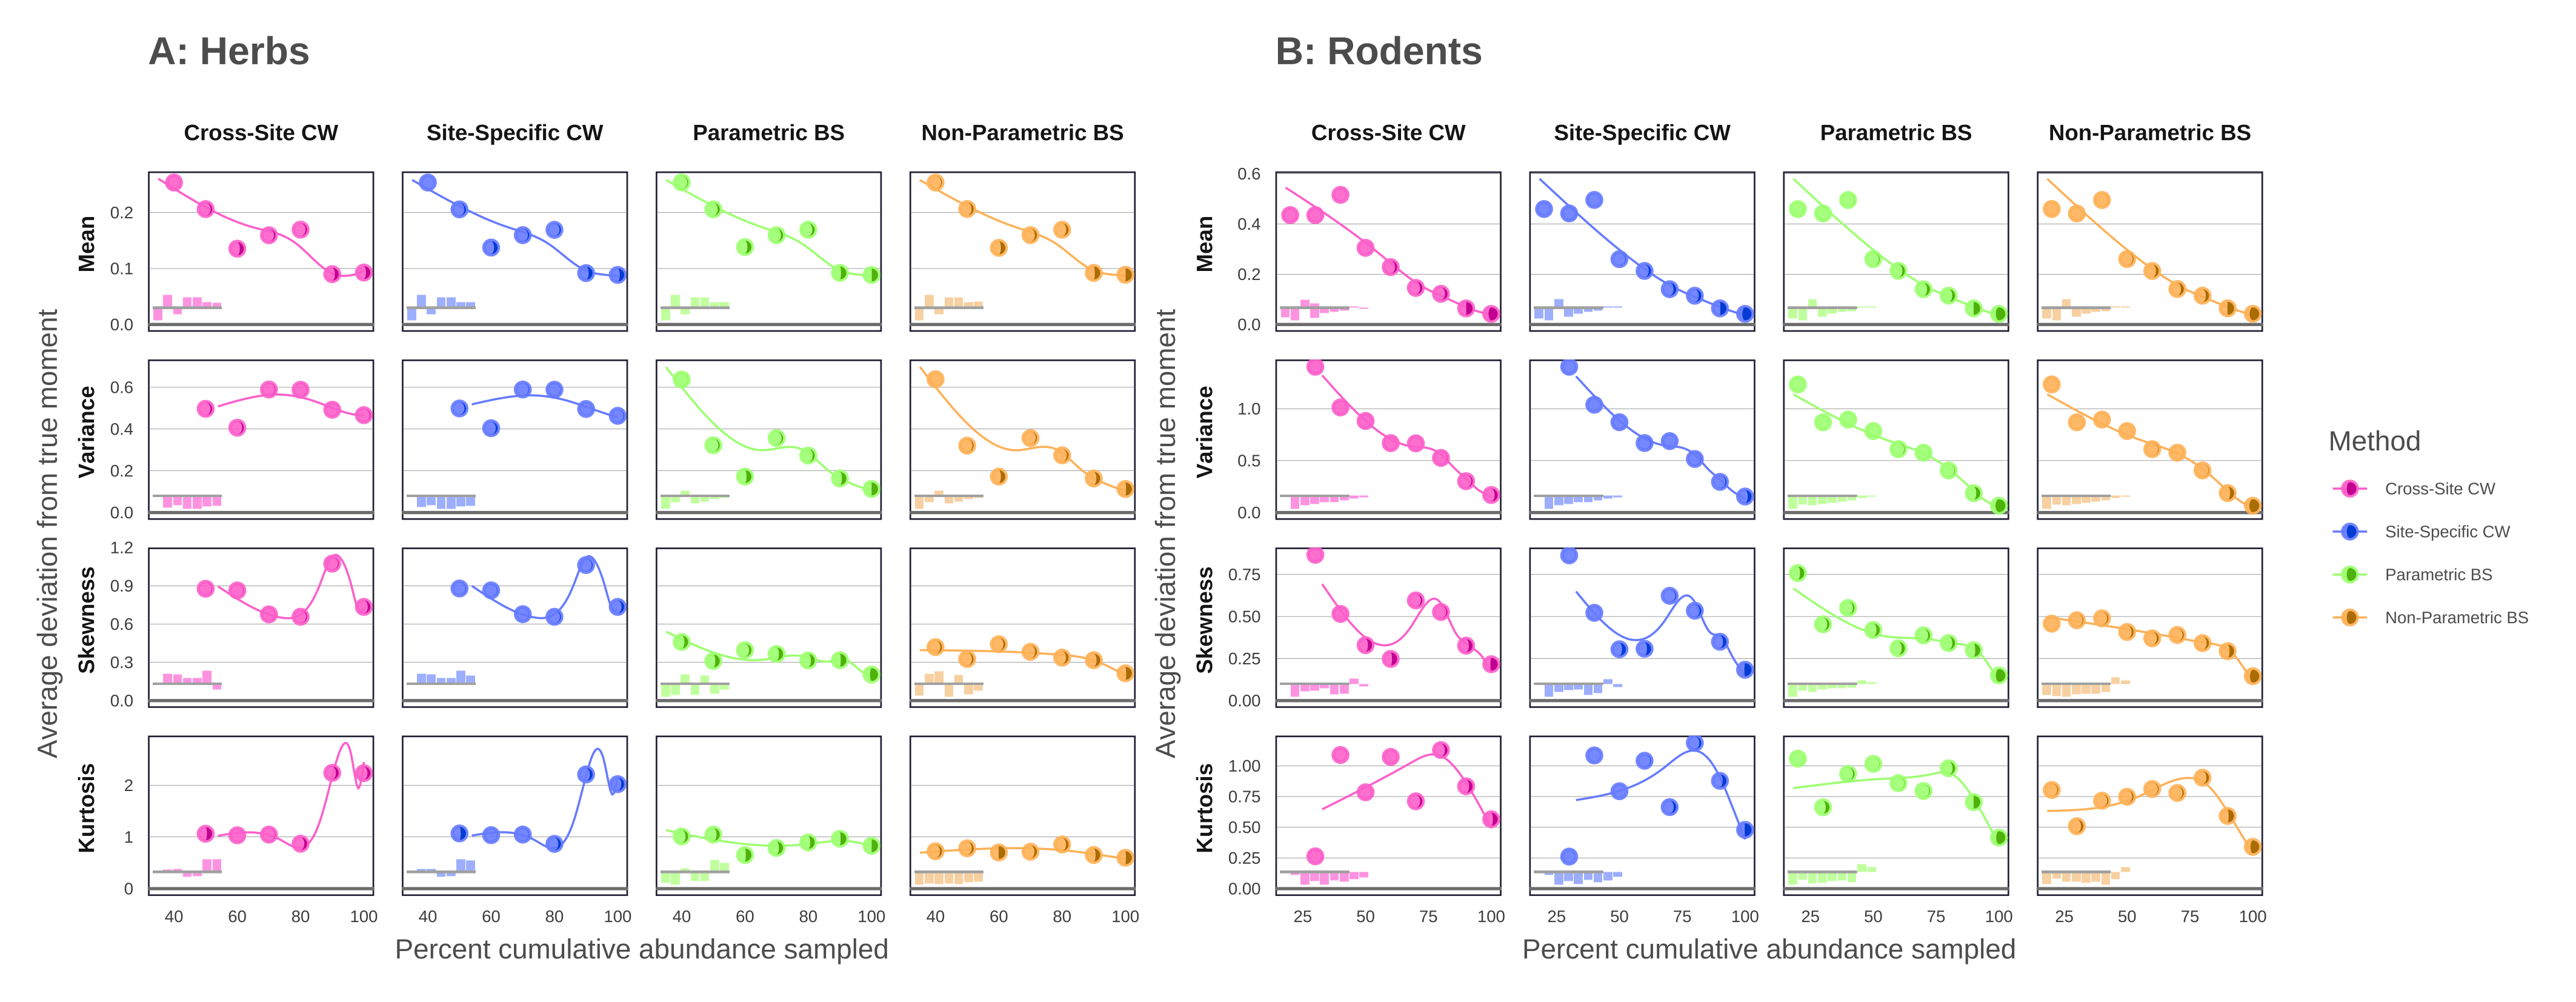 A: Herbs
B: Rodents
Cross-Site CW
Site-Specific CW
Parametric BS
Non-Parametric BS
Cross-Site CW
Site-Specific CW
Parametric BS
Non-Parametric BS
Average deviation from true moment
Mean
0.2
0.1
0.0
Variance
0.6
0.4
0.2
0.0
Skewness
1.2
0.9
0.6
0.3
0.0
Kurtosis
2
1
0
40 60 80 100
40 60 80 100
40 60 80 100
40 60 80 100
Percent cumulative abundance sampled
Average deviation from true moment
Mean
0.6
0.4
0.2
0.0
Variance
1.0
0.5
0.0
Skewness
0.75
0.50
0.25
0.00
Kurtosis
1.00
0.75
0.50
0.25
0.00
25 50 75 100
25 50 75 100
25 50 75 100
25 50 75 100
Percent cumulative abundance sampled
Method
Cross-Site CW
Site-Specific CW
Parametric BS
Non-Parametric BS